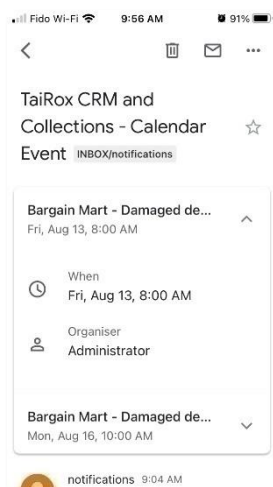 Fido Wi-Fi 9:56 AM 91%
TaiRox CRM and
Collections - Calendar
Event INBOX/notifications
Bargain Mart - Damaged de...
Fri, Aug 13, 8:00 AM
When
Fri, Aug 13, 8:00 AM
Organiser
Administrator
Bargain Mart - Damaged de...
Mon, Aug 16, 10:00 AM
notifications 9:04 AM